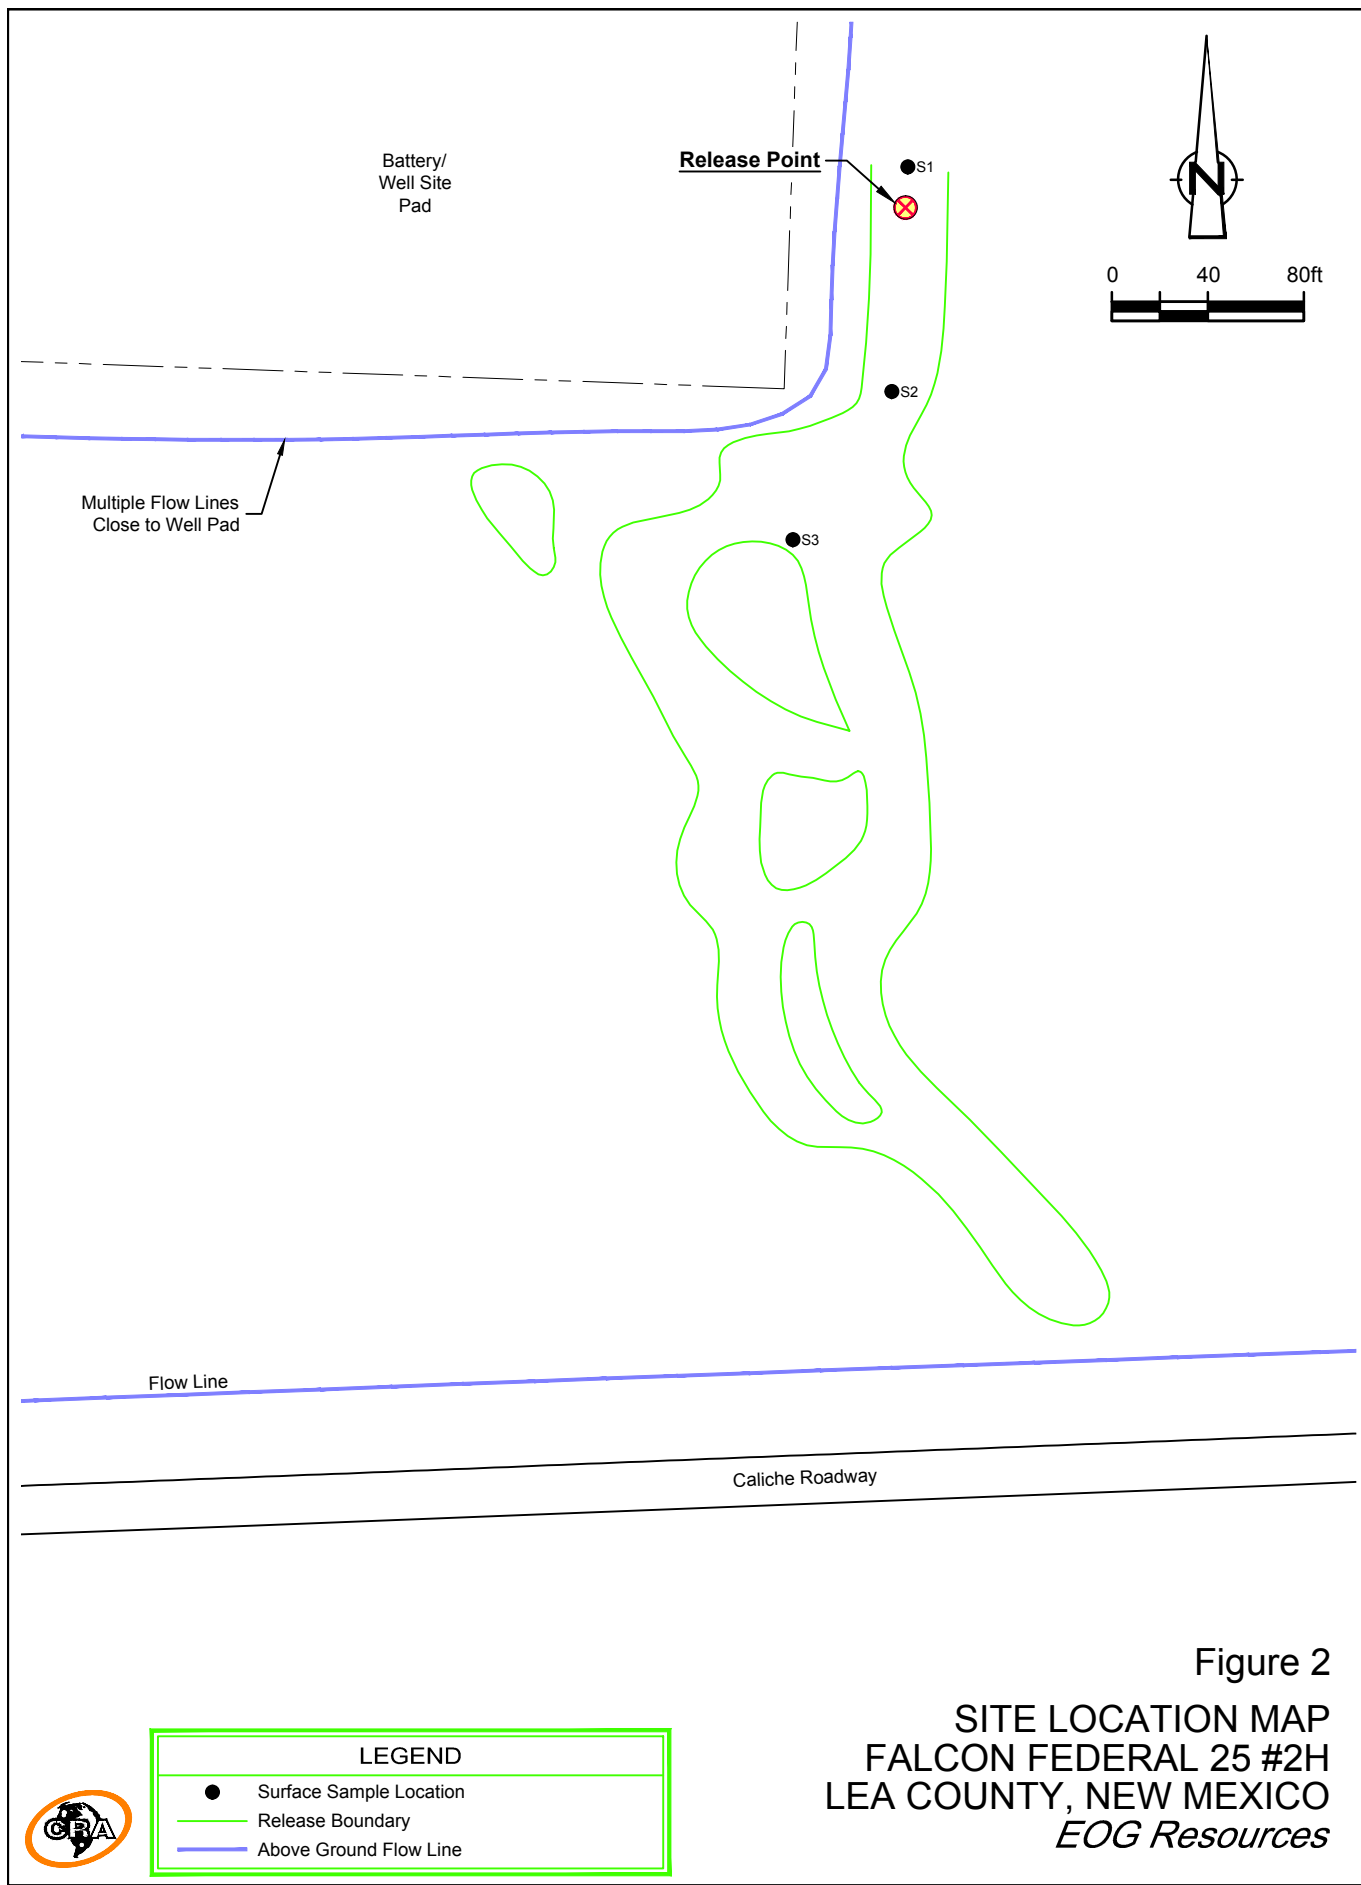 Battery/
Well Site
Pad
Release Point
S1
N
0 40 80ft
S2
Multiple Flow Lines
Close to Well Pad
S3
Flow Line
Caliche Roadway
Figure 2
SITE LOCATION MAP
FALCON FEDERAL 25 #2H
LEA COUNTY, NEW MEXICO
EOG Resources
LEGEND
Surface Sample Location
Release Boundary
Above Ground Flow Line
CRA